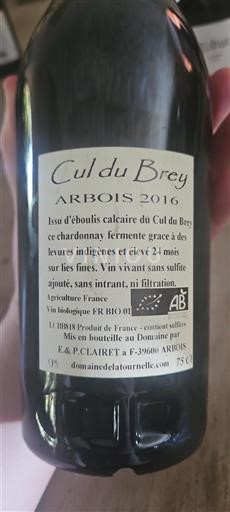 Cul du Brey
ARBOIS 2016
Issu d'éboulis calcaire du Cul du Brey
ce chardonnay fermente grace à des
levures indigènes et élevé 24 mois
sur lies fines. Vin vivant sans sulfite
ajouté, sans intrant, ni filtration.
Agriculture France
Vin biologique FR BIO 01
AB
L/CHB818 Produit de France - contient sulfites
Mis en bouteille au Domaine par
E.& P.CLAIRET à F-39600 ARBOIS
13% domainedelatournelle.com 75 Cl